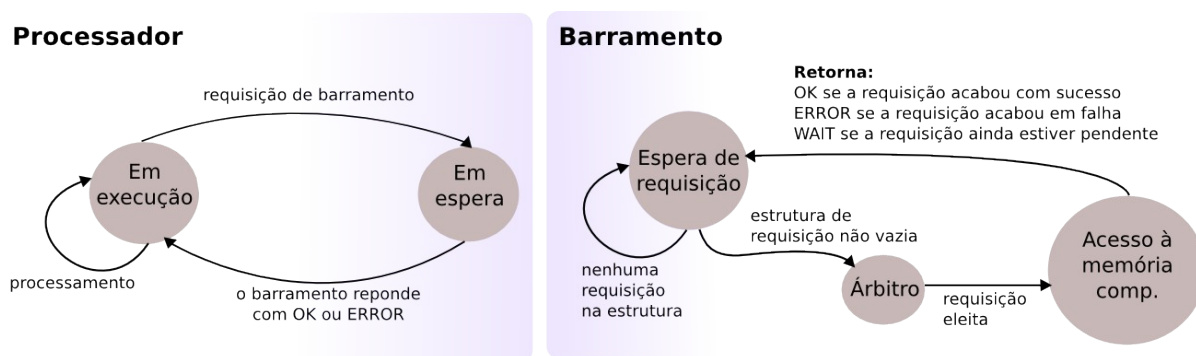 Processador
requisição de barramento
Em
execução
Em
espera
processamento
o barramento reponde
com OK ou ERROR
Barramento
Retorna:
OK se a requisição acabou com sucesso
ERROR se a requisição acabou em falha
WAIT se a requisição ainda estiver pendente
Espera de
requisição
estrutura de
requisição não vazia
nenhuma
requisição
na estrutura
Árbitro
requisição
eleita
Acesso à
memória
comp.